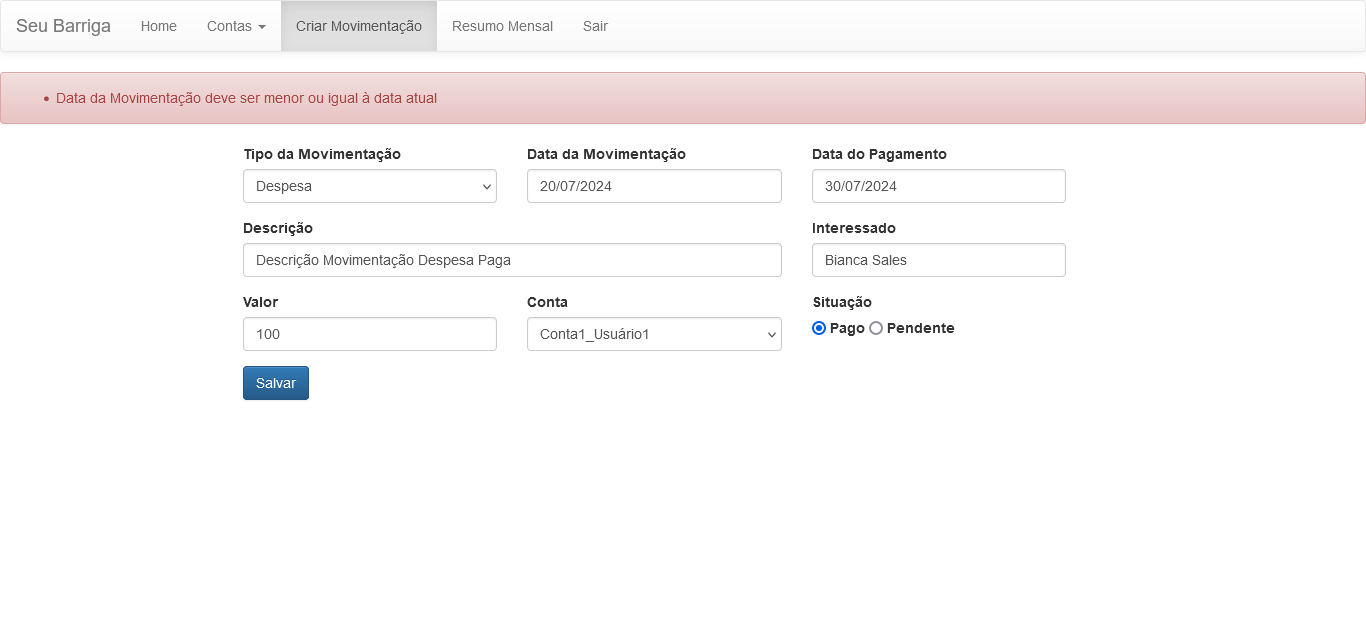 Seu Barriga Home Contas Criar Movimentação Resumo Mensal Sair
Data da Movimentação deve ser menor ou igual à data atual
Tipo da Movimentação Data da Movimentação Data do Pagamento
Despesa 20/07/2024 30/07/2024
Descrição Interessado
Descrição Movimentação Despesa Paga Bianca Sales
Valor Conta Situação
100 Conta1_Usuário1 Pago Pendente
Salvar